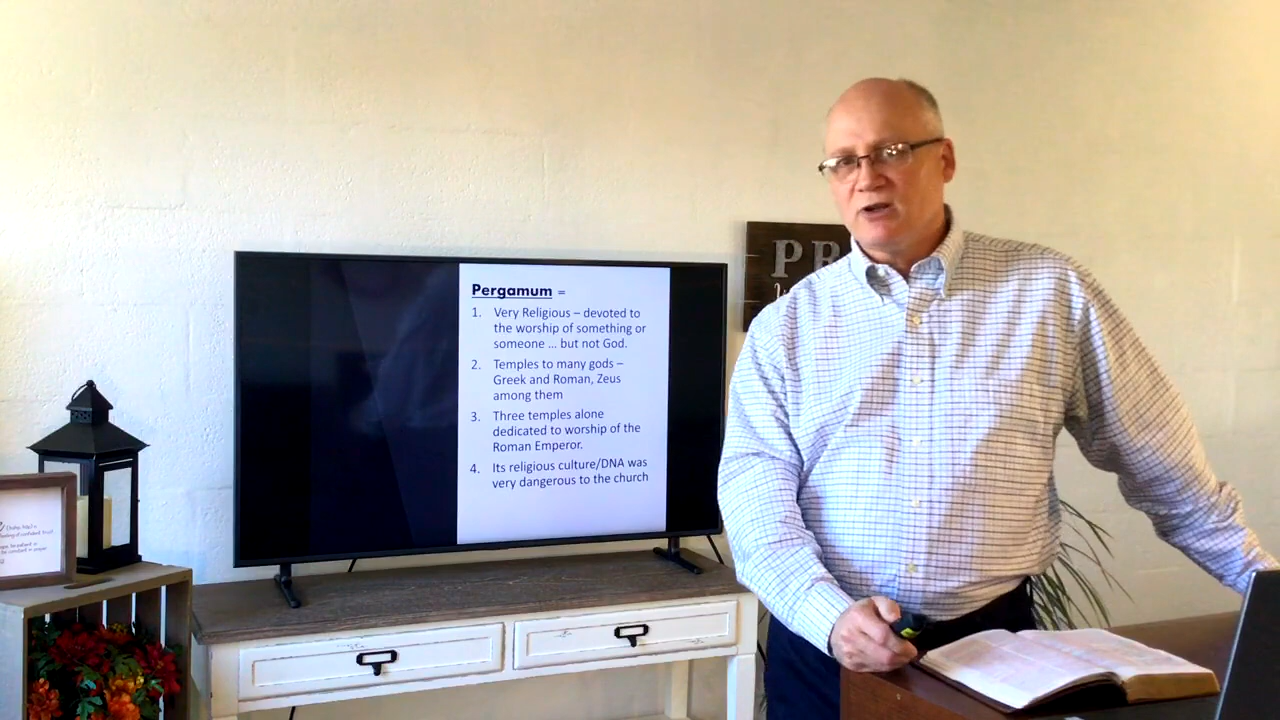 Pergamum =
1. Very Religious – devoted to
the worship of something or
someone ... but not God.
2. Temples to many gods –
Greek and Roman, Zeus
among them
3. Three temples alone
dedicated to worship of the
Roman Emperor.
4. Its religious culture/DNA was
very dangerous to the church
PR